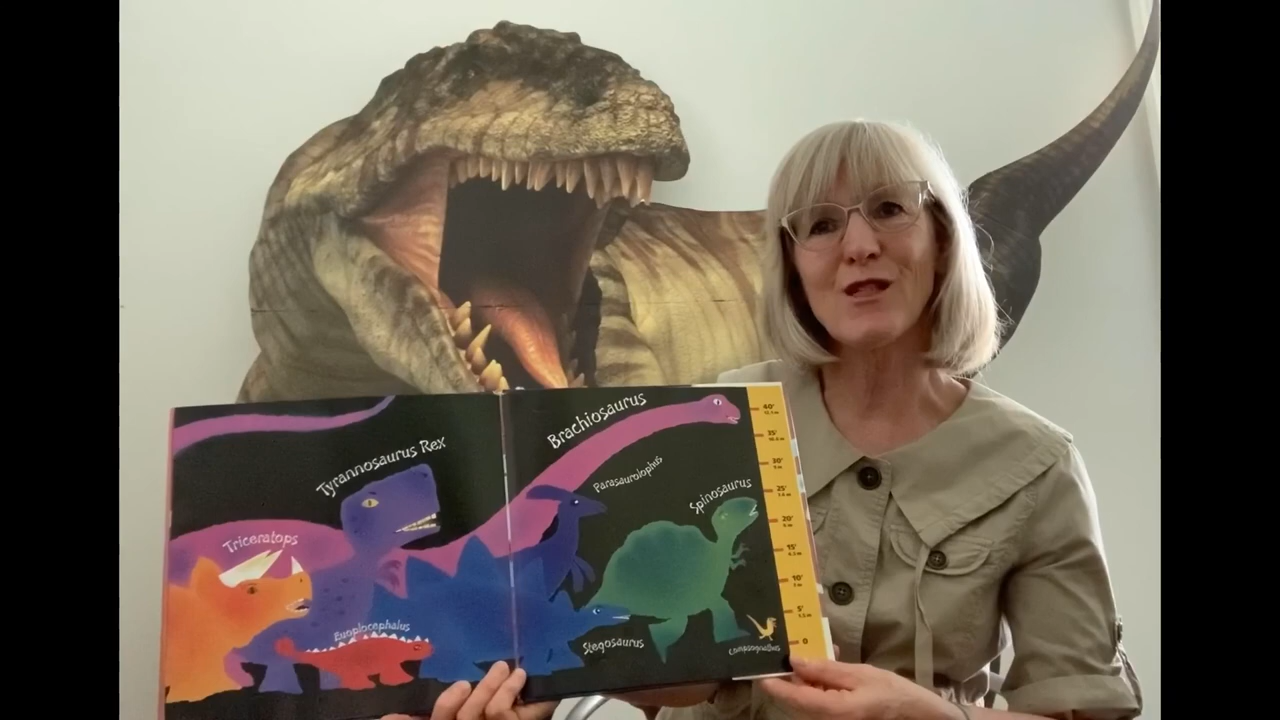 Tyrannosaurus Rex
Triceratops
Euoplocephalus
Brachiosaurus
Parasaurolophus
Spinosaurus
Stegosaurus
Compsognathus
40'
35'
30'
25'
20'
15'
10'
5'
0